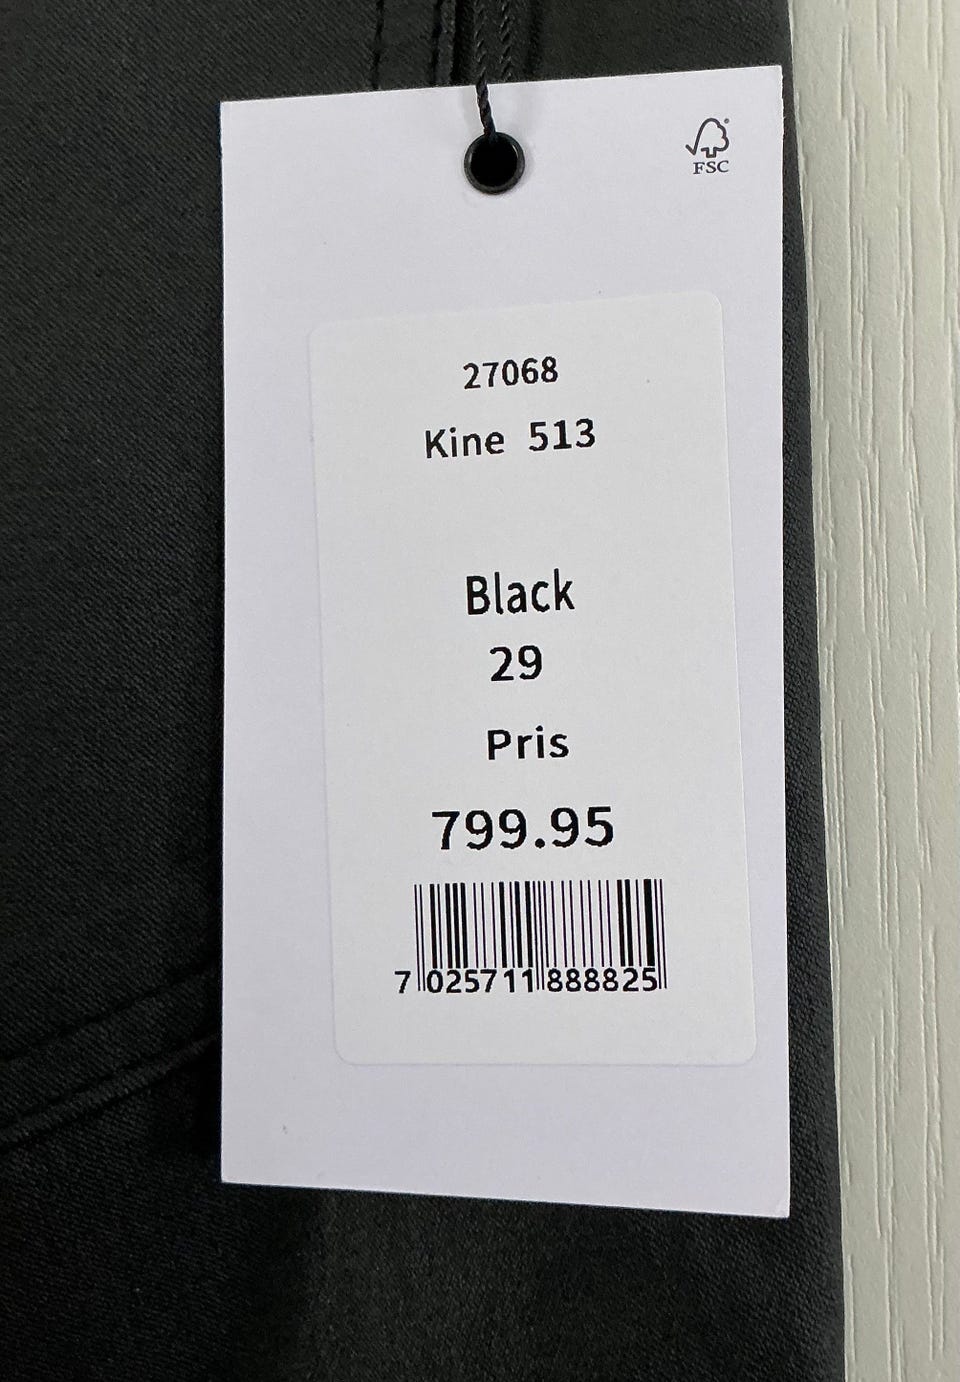 FSC
27068
Kine 513
Black
29
Pris
799.95
7 025711 888825